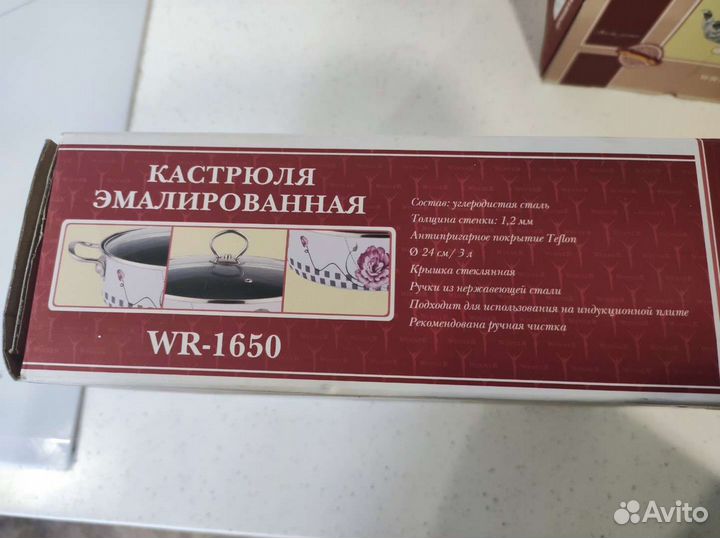 КАСТРЮЛЯ
ЭМАЛИРОВАННАЯ
WR-1650
Состав: углеродистая сталь
Толщина стенки: 1,2 мм
Антипригарное покрытие Teflon
Ø 24 см/ 3 л
Крышка стеклянная
Ручки из нержавеющей стали
Подходит для использования на индукционной плите
Рекомендована ручная чистка
WR-
Avito